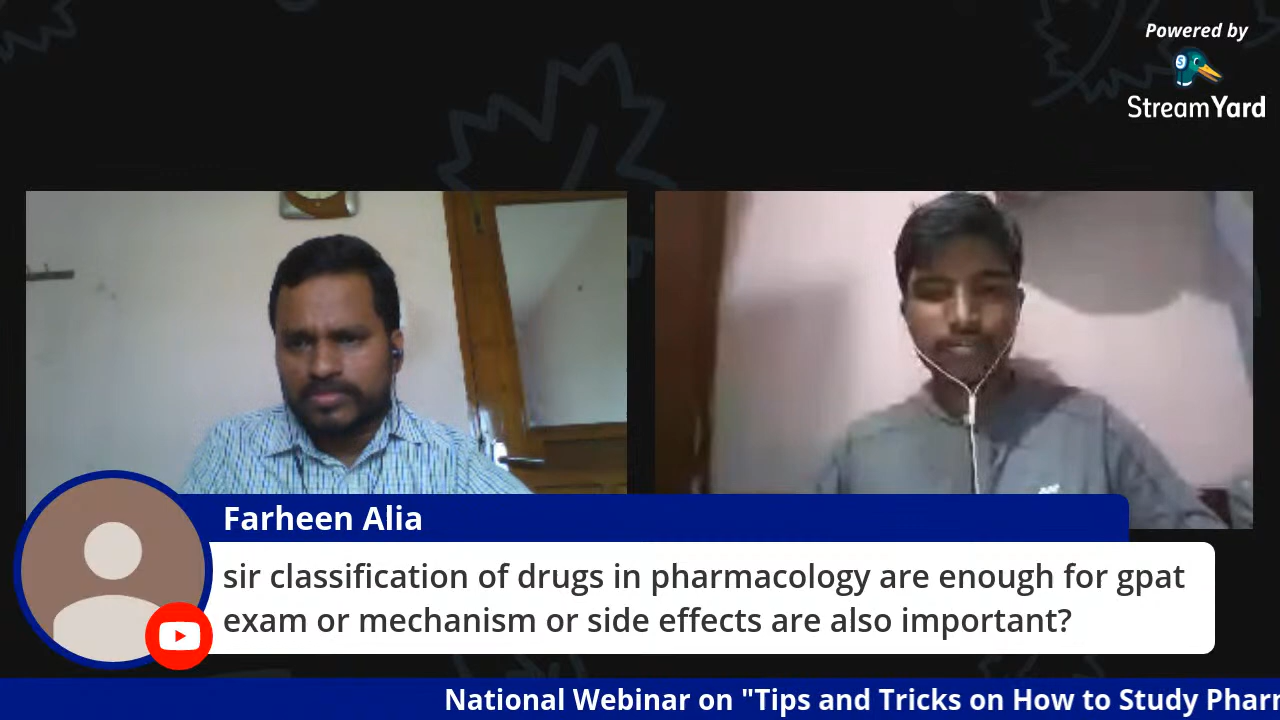 Powered by
StreamYard
Farheen Alia
sir classification of drugs in pharmacology are enough for gpat
exam or mechanism or side effects are also important?
National Webinar on "Tips and Tricks on How to Study Phar